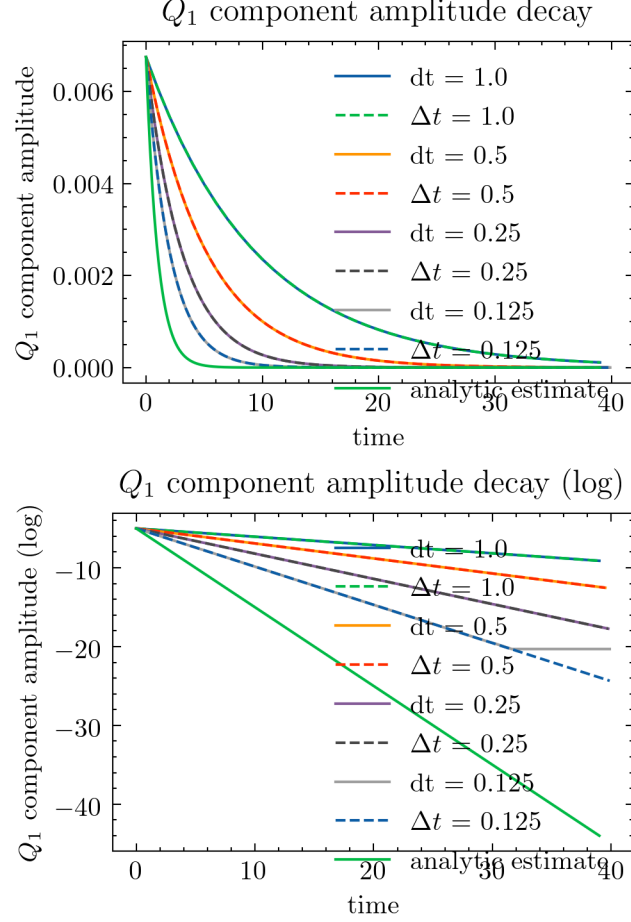 Q₁ component amplitude decay
Q₁ component amplitude
0.006
0.004
0.002
0.000
dt = 1.0
Δt = 1.0
dt = 0.5
Δt = 0.5
dt = 0.25
Δt = 0.25
dt = 0.125
Δt = 0.125
analytic estimate
0 10 20 30 40
time
Q₁ component amplitude decay (log)
Q₁ component amplitude (log)
−10
−20
−30
−40
dt = 1.0
Δt = 1.0
dt = 0.5
Δt = 0.5
dt = 0.25
Δt = 0.25
dt = 0.125
Δt = 0.125
analytic estimate
0 10 20 30 40
time